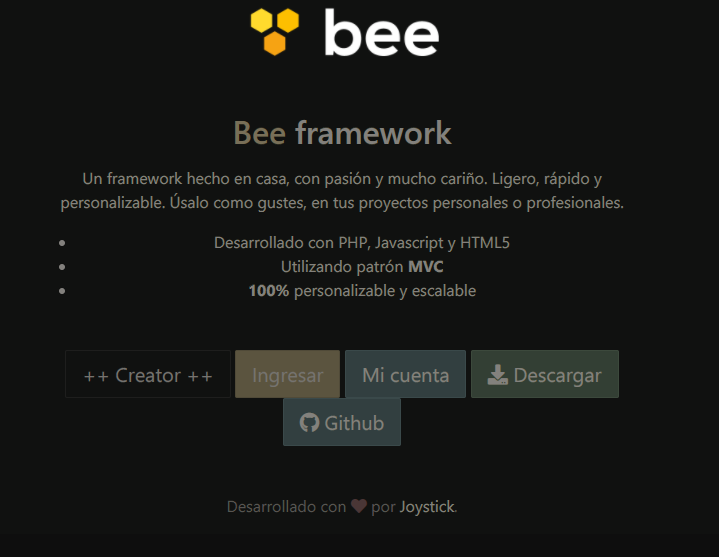 bee
Bee framework
Un framework hecho en casa, con pasión y mucho cariño. Ligero, rápido y
personalizable. Úsalo como gustes, en tus proyectos personales o profesionales.
Desarrollado con PHP, Javascript y HTML5
Utilizando patrón MVC
100% personalizable y escalable
++ Creator ++ Ingresar Mi cuenta Descargar
Github
Desarrollado con ❤ por Joystick.